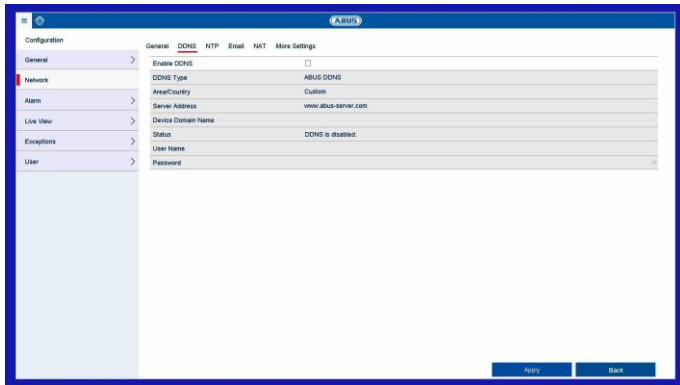 ABUS
Configuration
General DDNS NTP Email NAT More Settings
General
Network
Alarm
Live View
Exceptions
User
Enable DDNS
DDNS Type ABUS DDNS
Area/Country Custom
Server Address www.abus-server.com
Device Domain Name
Status DDNS is disabled.
User Name
Password
Apply Back